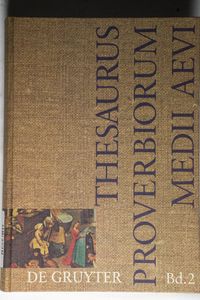 THESAURUS
PROVERBIORUM
MEDII AEVI
DE GRUYTER
Bd.2